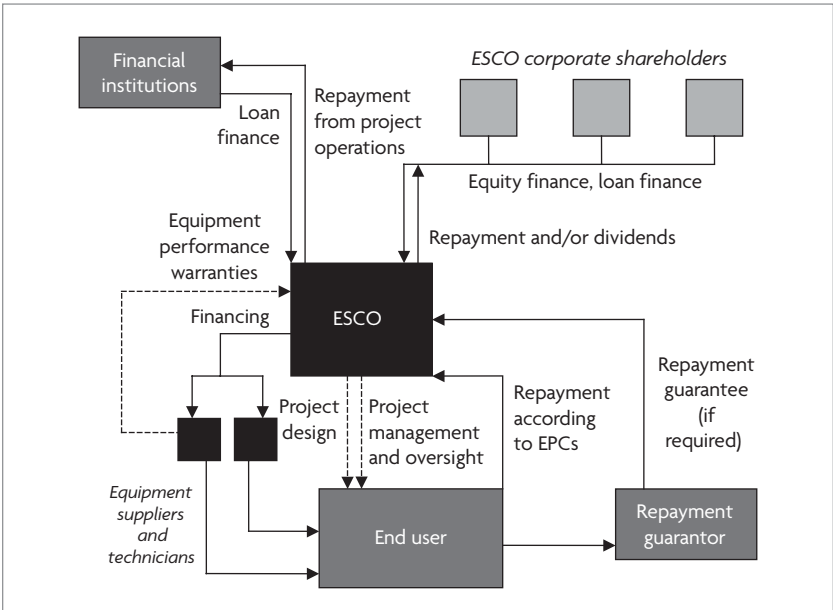 Financial
institutions
ESCO corporate shareholders
Loan
finance
Repayment
from project
operations
Equity finance, loan finance
Equipment
performance
warranties
Repayment and/or dividends
Financing
ESCO
Project
design
Project
management
and oversight
Repayment
according
to EPCs
Repayment
guarantee
(if
required)
Equipment
suppliers
and
technicians
End user
Repayment
guarantor